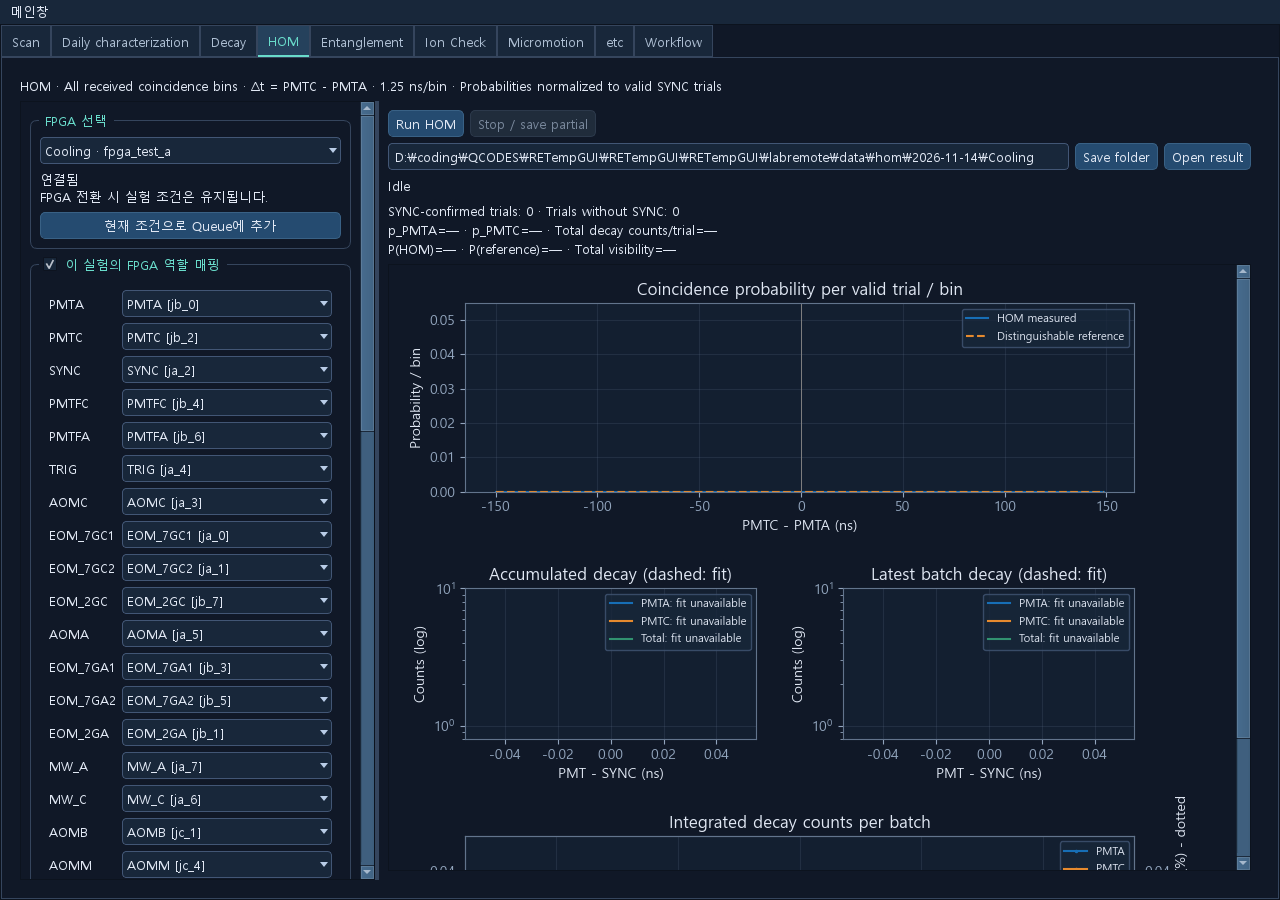 메인창
Scan
Daily characterization
Decay
HOM
Entanglement
Ion Check
Micromotion
etc
Workflow
HOM · All received coincidence bins · Δt = PMTC - PMTA · 1.25 ns/bin · Probabilities normalized to valid SYNC trials
FPGA 선택
Cooling · fpga_test_a
연결됨
FPGA 전환 시 실험 조건은 유지됩니다.
현재 조건으로 Queue에 추가
이 실험의 FPGA 역할 매핑
PMTA PMTA [jb_0]
PMTC PMTC [jb_2]
SYNC SYNC [ja_2]
PMTFC PMTFC [jb_4]
PMTFA PMTFA [jb_6]
TRIG TRIG [ja_4]
AOMC AOMC [ja_3]
EOM_7GC1 EOM_7GC1 [ja_0]
EOM_7GC2 EOM_7GC2 [ja_1]
EOM_2GC EOM_2GC [jb_7]
AOMA AOMA [ja_5]
EOM_7GA1 EOM_7GA1 [jb_3]
EOM_7GA2 EOM_7GA2 [jb_5]
EOM_2GA EOM_2GA [jb_1]
MW_A MW_A [ja_7]
MW_C MW_C [ja_6]
AOMB AOMB [jc_1]
AOMM AOMM [jc_4]
Run HOM
Stop / save partial
D:₩coding₩QCODES₩RETempGUI₩RETempGUI₩RETempGUI₩labremote₩data₩hom₩2026-11-14₩Cooling
Save folder
Open result
Idle
SYNC-confirmed trials: 0 · Trials without SYNC: 0
p_PMTA=— · p_PMTC=— · Total decay counts/trial=—
P(HOM)=— · P(reference)=— · Total visibility=—
Coincidence probability per valid trial / bin
HOM measured
Distinguishable reference
Probability / bin
0.05
0.04
0.03
0.02
0.01
0.00
-150 -100 -50 0 50 100 150
PMTC - PMTA (ns)
Accumulated decay (dashed: fit)
PMTA: fit unavailable
PMTC: fit unavailable
Total: fit unavailable
Counts (log)
10¹
10⁰
-0.04 -0.02 0.00 0.02 0.04
PMT - SYNC (ns)
Latest batch decay (dashed: fit)
PMTA: fit unavailable
PMTC: fit unavailable
Total: fit unavailable
Counts (log)
10¹
10⁰
-0.04 -0.02 0.00 0.02 0.04
PMT - SYNC (ns)
Integrated decay counts per batch
PMTA
PMTC
0.04
0.04
(%) - dotted